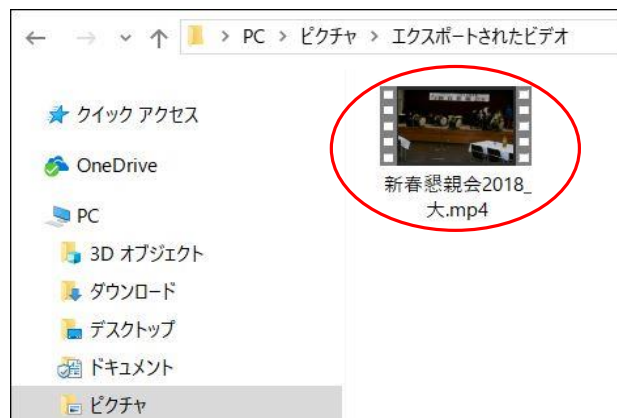 PC > ピクチャ > エクスポートされたビデオ
クイック アクセス
OneDrive
PC
3D オブジェクト
ダウンロード
デスクトップ
ドキュメント
ピクチャ
新春懇親会2018_
大.mp4